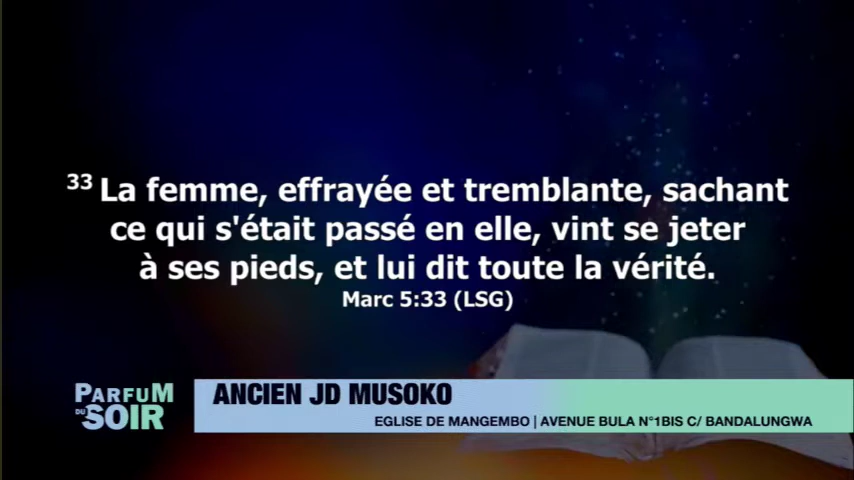 33 La femme, effrayée et tremblante, sachant
ce qui s'était passé en elle, vint se jeter
à ses pieds, et lui dit toute la vérité.
Marc 5:33 (LSG)
PARFUM
DU SOIR
ANCIEN JD MUSOKO
EGLISE DE MANGEMBO | AVENUE BULA N°1BIS C/ BANDALUNGWA